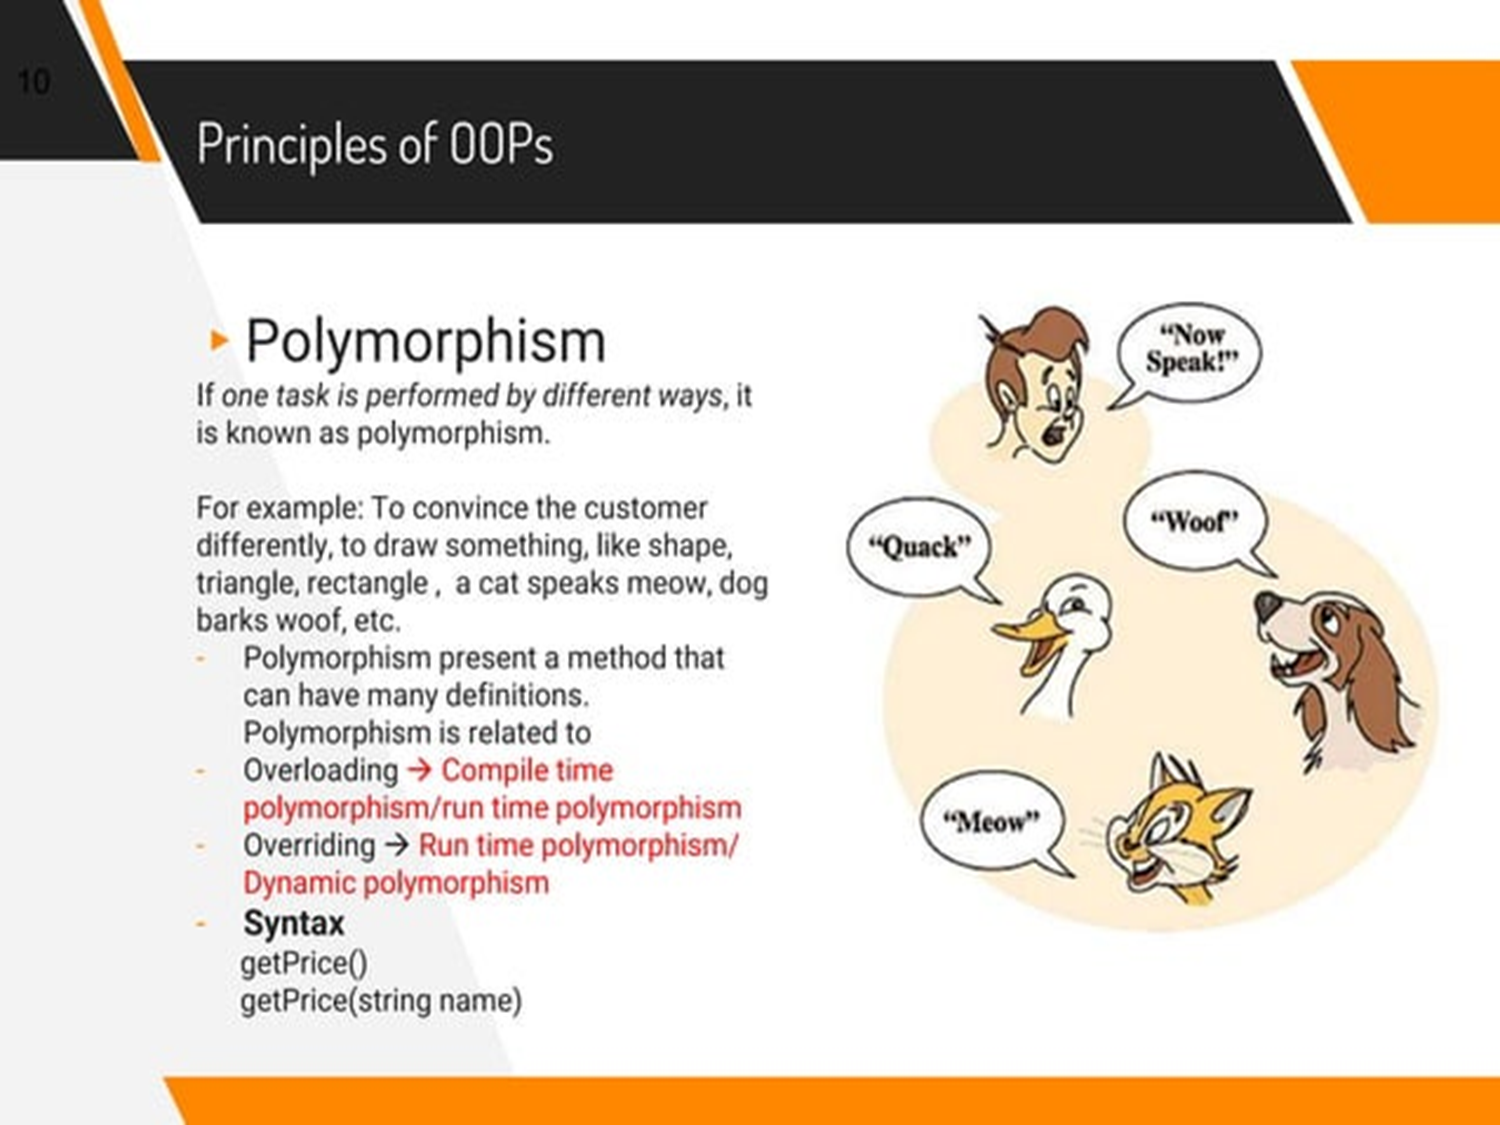 10
Principles of OOPs
Polymorphism
If one task is performed by different ways, it
is known as polymorphism.
For example: To convince the customer
differently, to draw something, like shape,
triangle, rectangle , a cat speaks meow, dog
barks woof, etc.
- Polymorphism present a method that
can have many definitions.
Polymorphism is related to
- Overloading → Compile time
polymorphism/run time polymorphism
- Overriding → Run time polymorphism/
Dynamic polymorphism
- Syntax
getPrice()
getPrice(string name)
“Now
Speak!”
“Quack”
“Woof”
“Meow”